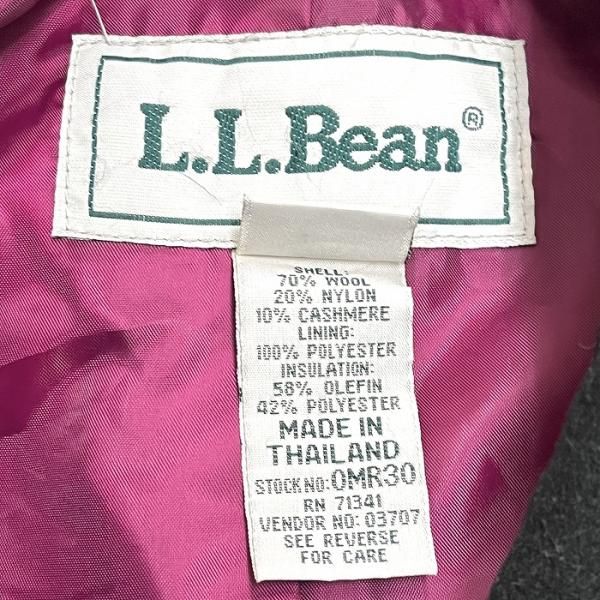 L.L.Bean®
SHELL:
70% WOOL
20% NYLON
10% CASHMERE
LINING:
100% POLYESTER
INSULATION:
58% OLEFIN
42% POLYESTER
MADE IN
THAILAND
STOCK NO: 0MR30
RN 71341
VENDOR NO: 03707
SEE REVERSE
FOR CARE